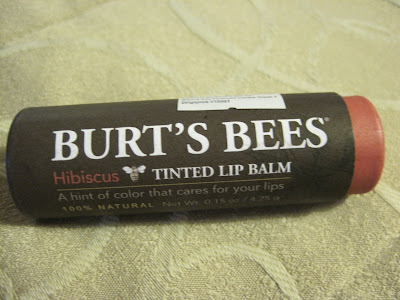 BURT'S BEES®
Hibiscus TINTED LIP BALM
A hint of color that cares for your lips
100% NATURAL Net Wt. 0.15 oz / 4.25 g